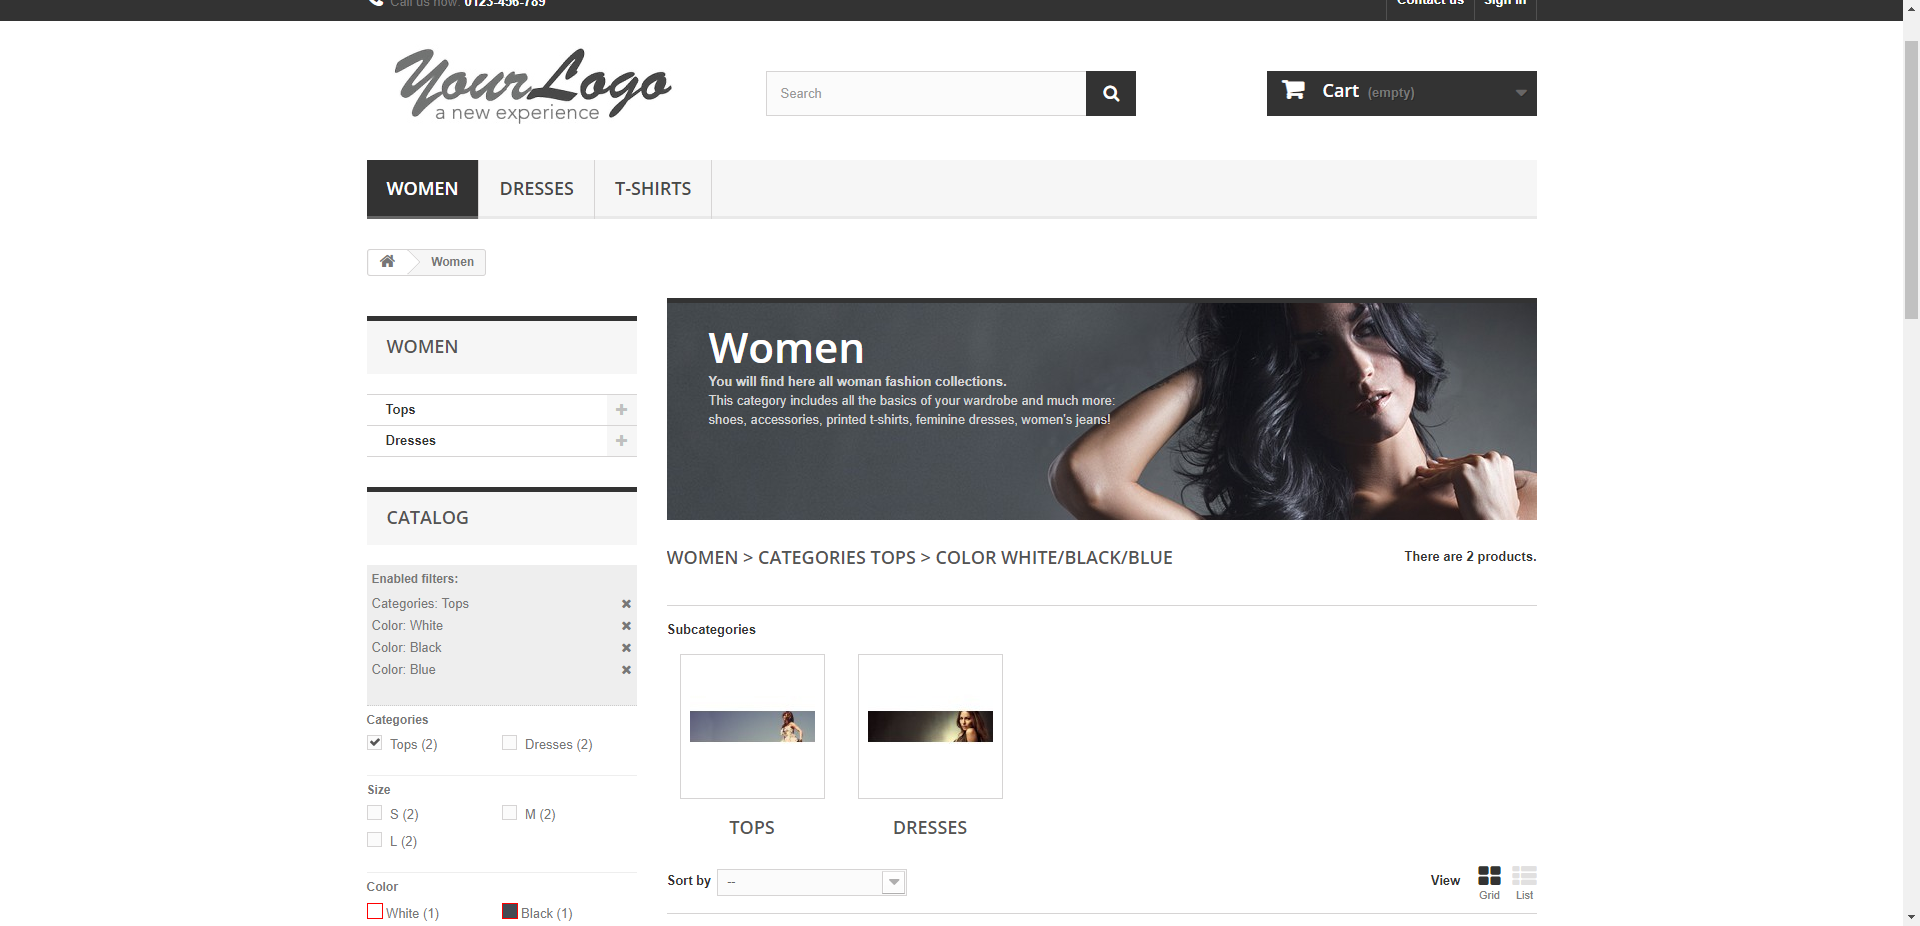 Call us now: 0123-456-789
Contact us
Sign in
YourLogo
a new experience
Search
Cart (empty)
WOMEN
DRESSES
T-SHIRTS
Women
WOMEN
Tops
Dresses
CATALOG
Enabled filters:
Categories: Tops
Color: White
Color: Black
Color: Blue
Categories
Tops (2)
Dresses (2)
Size
S (2)
M (2)
L (2)
Color
White (1)
Black (1)
Women
You will find here all woman fashion collections.
This category includes all the basics of your wardrobe and much more:
shoes, accessories, printed t-shirts, feminine dresses, women's jeans!
WOMEN > CATEGORIES TOPS > COLOR WHITE/BLACK/BLUE
There are 2 products.
Subcategories
TOPS
DRESSES
Sort by
--
View
Grid
List